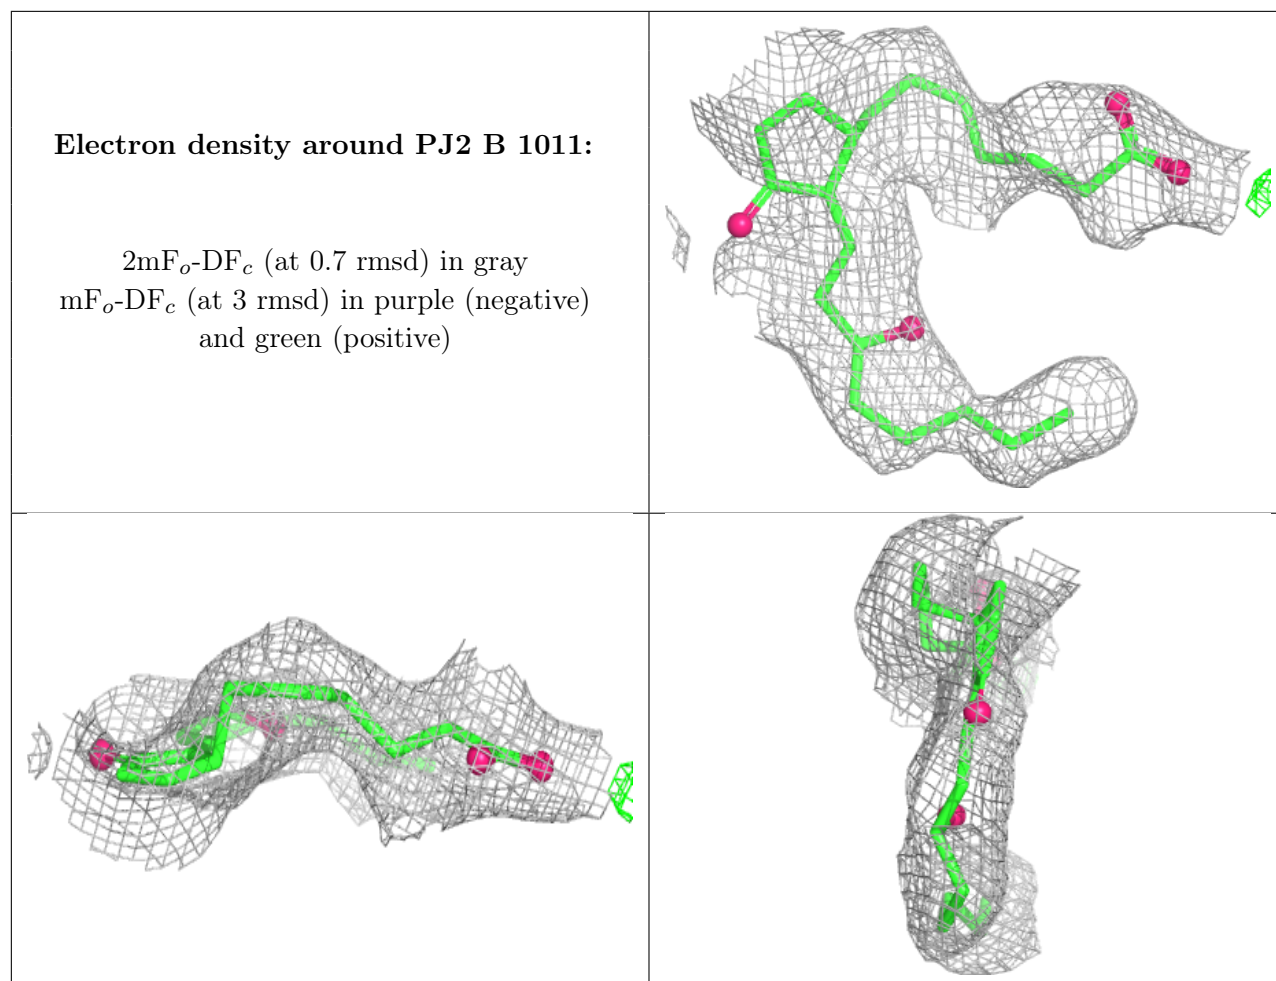 Electron density around PJ2 B 1011:
2mFo-DFc (at 0.7 rmsd) in gray
mFo-DFc (at 3 rmsd) in purple (negative)
and green (positive)